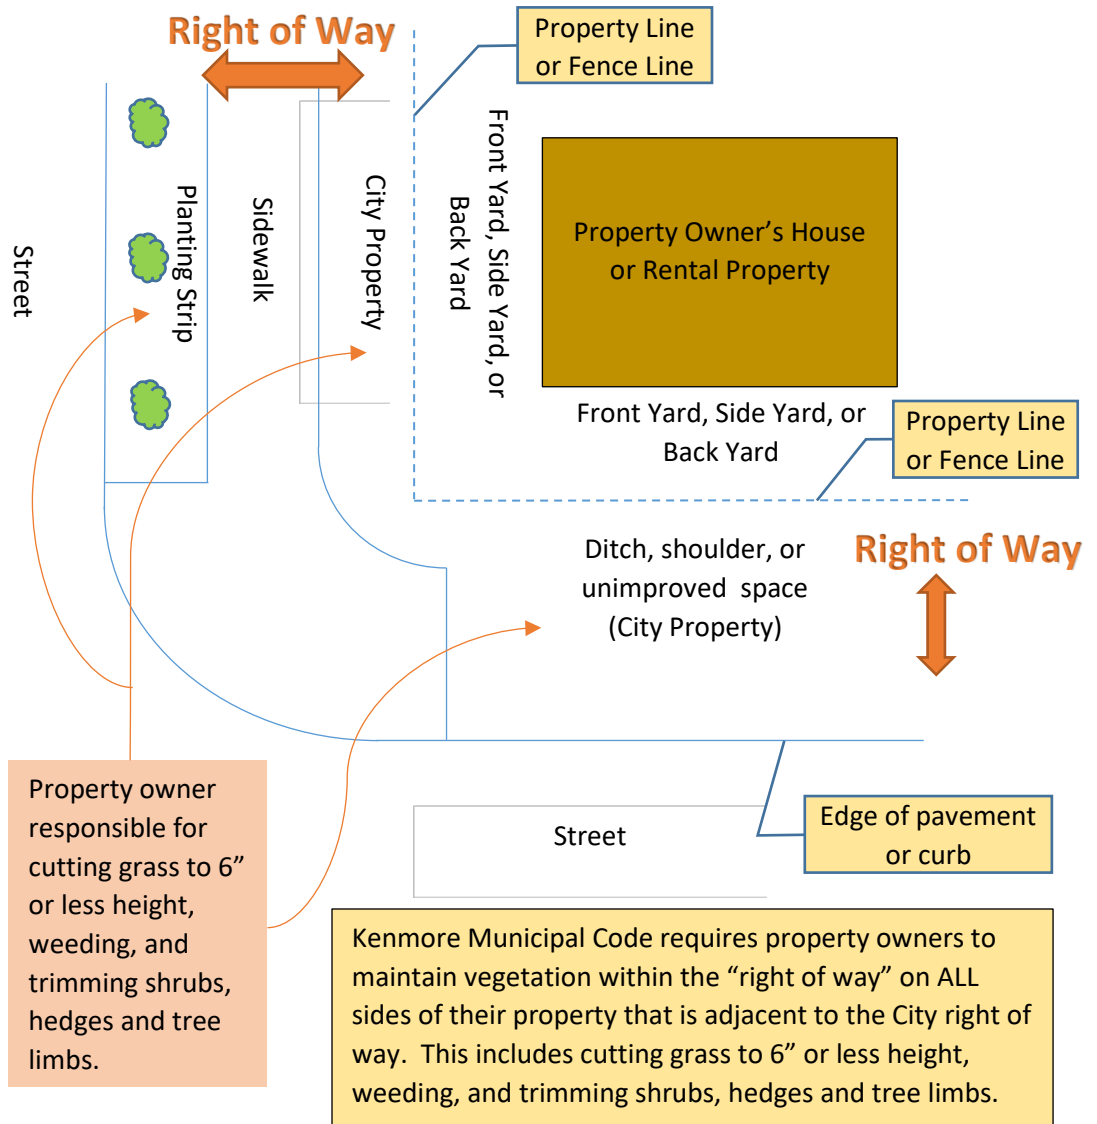 Right of Way
Property Line
or Fence Line
Street
Planting Strip
Sidewalk
City Property
Front Yard, Side Yard, or
Back Yard
Property Owner’s House
or Rental Property
Front Yard, Side Yard, or
Back Yard
Property Line
or Fence Line
Ditch, shoulder, or
unimproved space
(City Property)
Right of Way
Property owner
responsible for
cutting grass to 6”
or less height,
weeding, and
trimming shrubs,
hedges and tree
limbs.
Street
Edge of pavement
or curb
Kenmore Municipal Code requires property owners to
maintain vegetation within the “right of way” on ALL
sides of their property that is adjacent to the City right of
way. This includes cutting grass to 6” or less height,
weeding, and trimming shrubs, hedges and tree limbs.